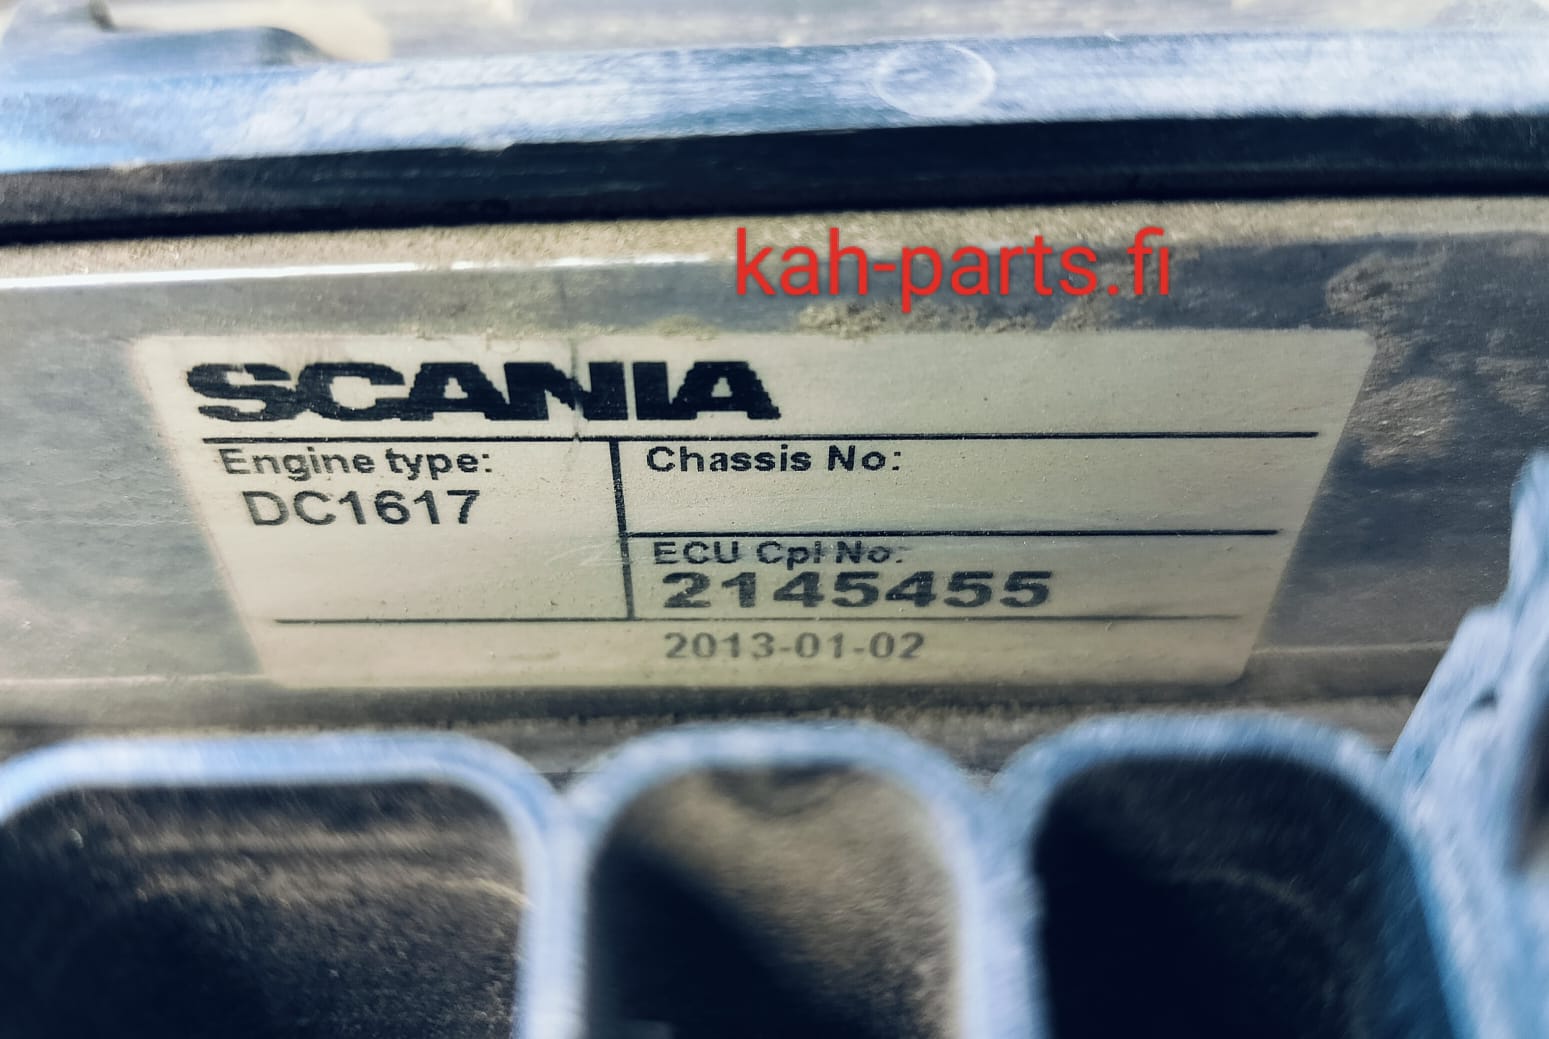 kah-parts.fi
SCANIA
Engine type:
DC1617
Chassis No:
ECU Cpl No:
2145455
2013-01-02